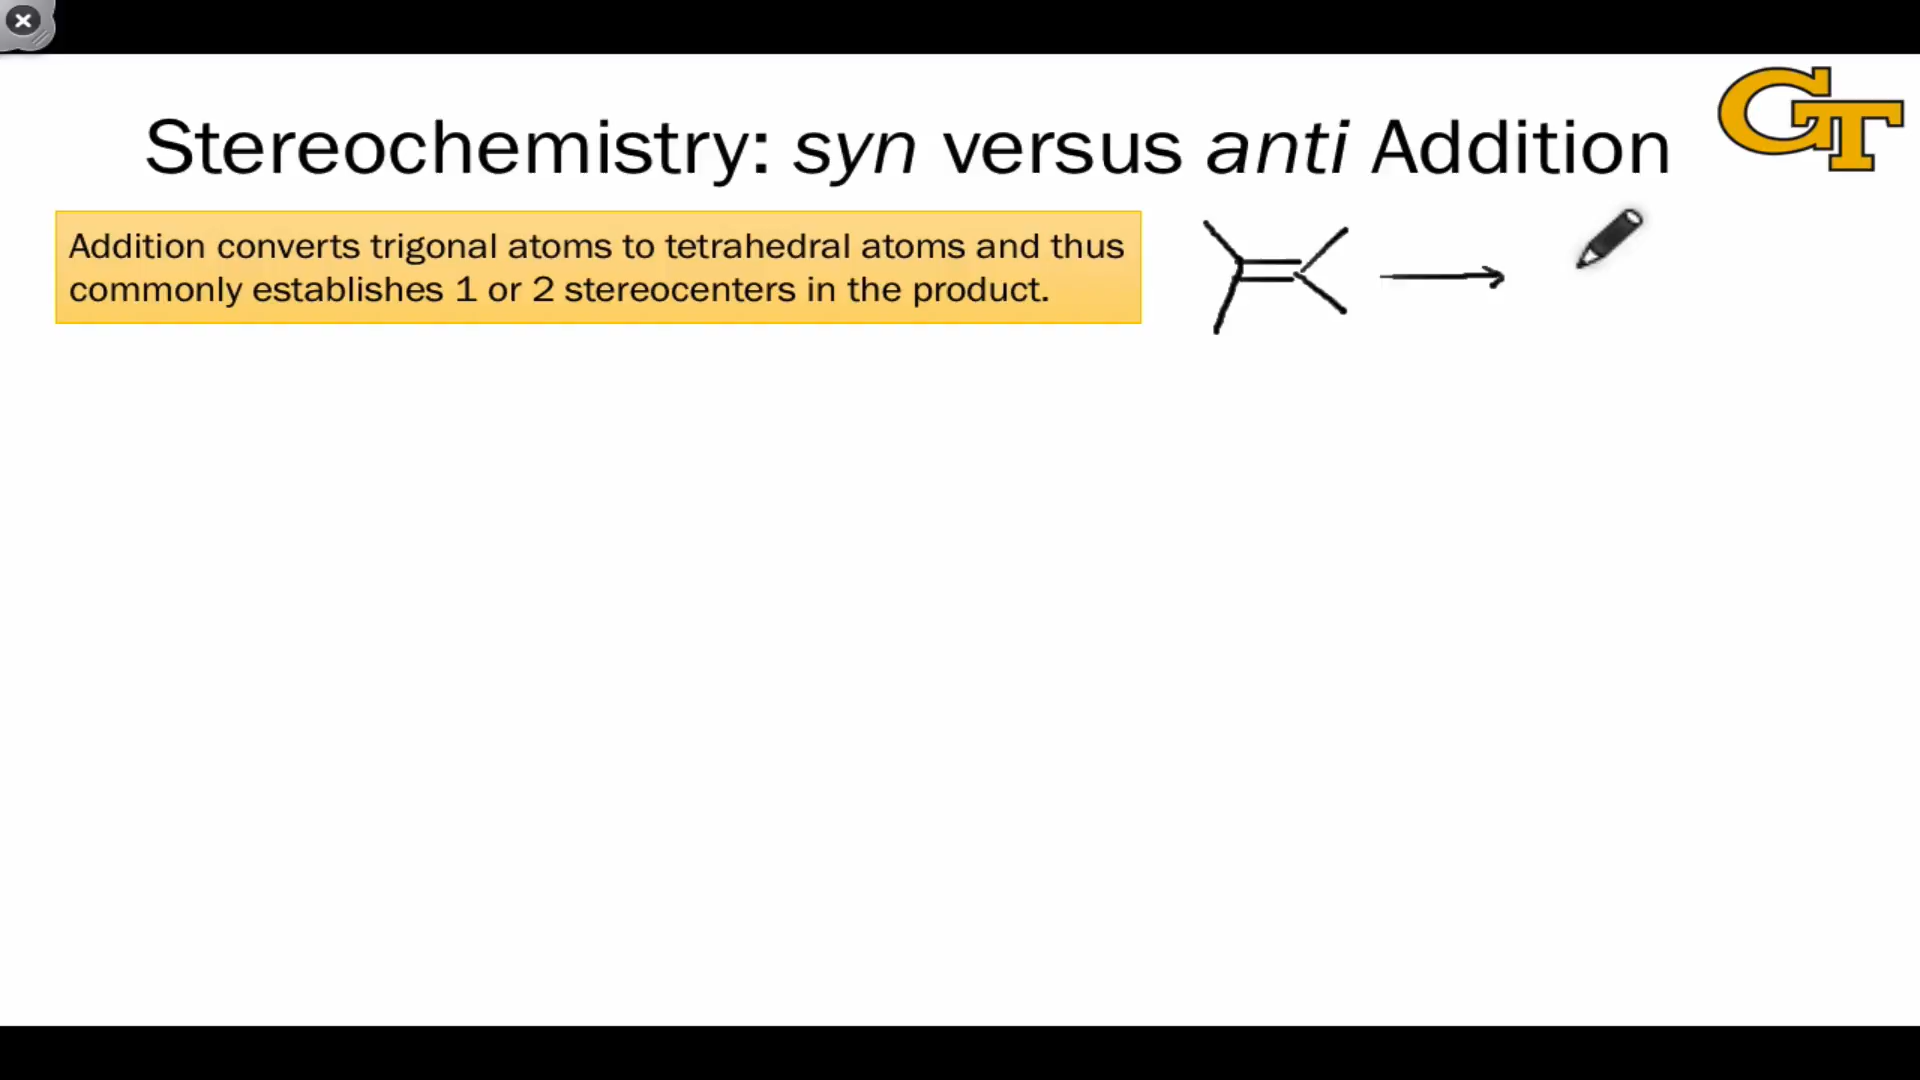 Stereochemistry: syn versus anti Addition
GT
Addition converts trigonal atoms to tetrahedral atoms and thus
commonly establishes 1 or 2 stereocenters in the product.